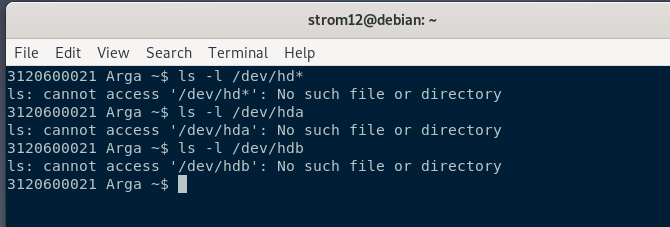 strom12@debian: ~
File Edit View Search Terminal Help
3120600021 Arga ~$ ls -l /dev/hd*
ls: cannot access '/dev/hd*': No such file or directory
3120600021 Arga ~$ ls -l /dev/hda
ls: cannot access '/dev/hda': No such file or directory
3120600021 Arga ~$ ls -l /dev/hdb
ls: cannot access '/dev/hdb': No such file or directory
3120600021 Arga ~$